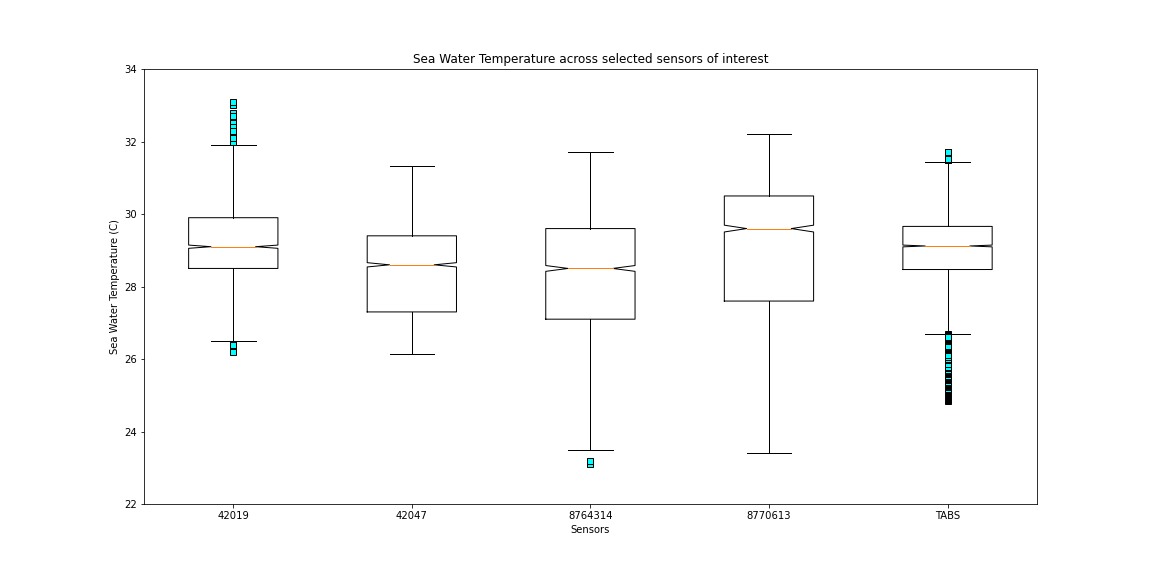 Sea Water Temperature across selected sensors of interest
34
32
30
28
26
24
22
Sea Water Temperature (C)
42019 42047 8764314 8770613 TABS
Sensors